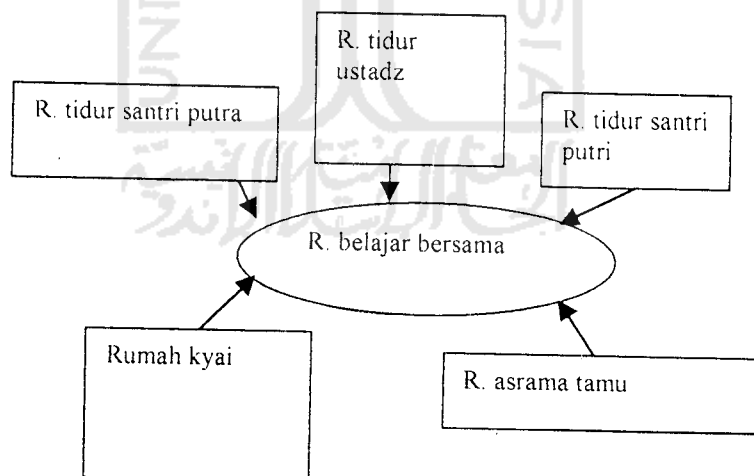 R. tidur
ustadz
R. tidur santri putra
R. tidur santri
putri
R. belajar bersama
Rumah kyai
R. asrama tamu